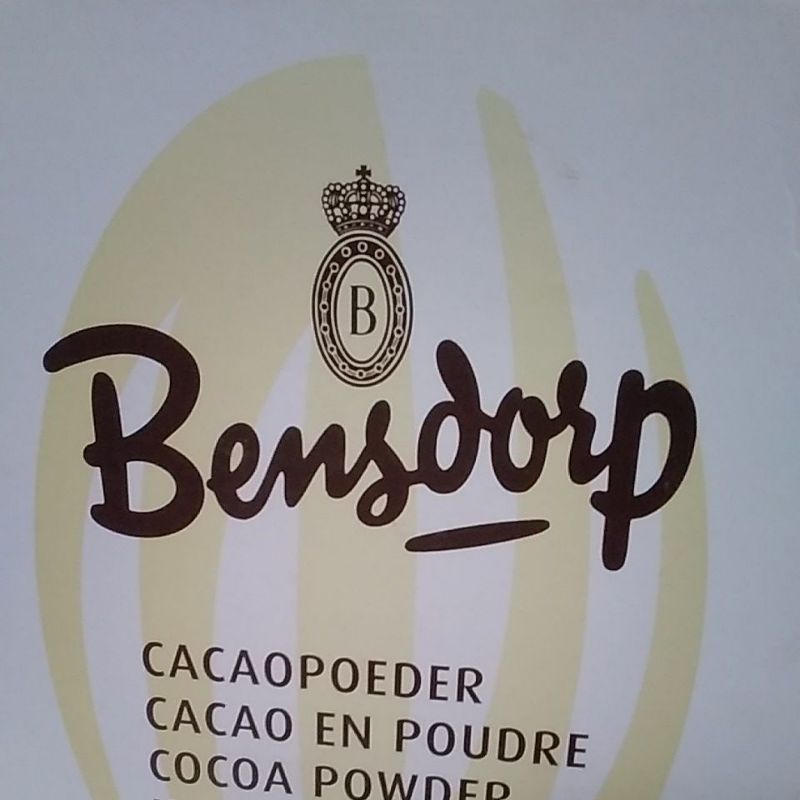 B
Bensdorp
CACAOPOEDER
CACAO EN POUDRE
COCOA POWDER